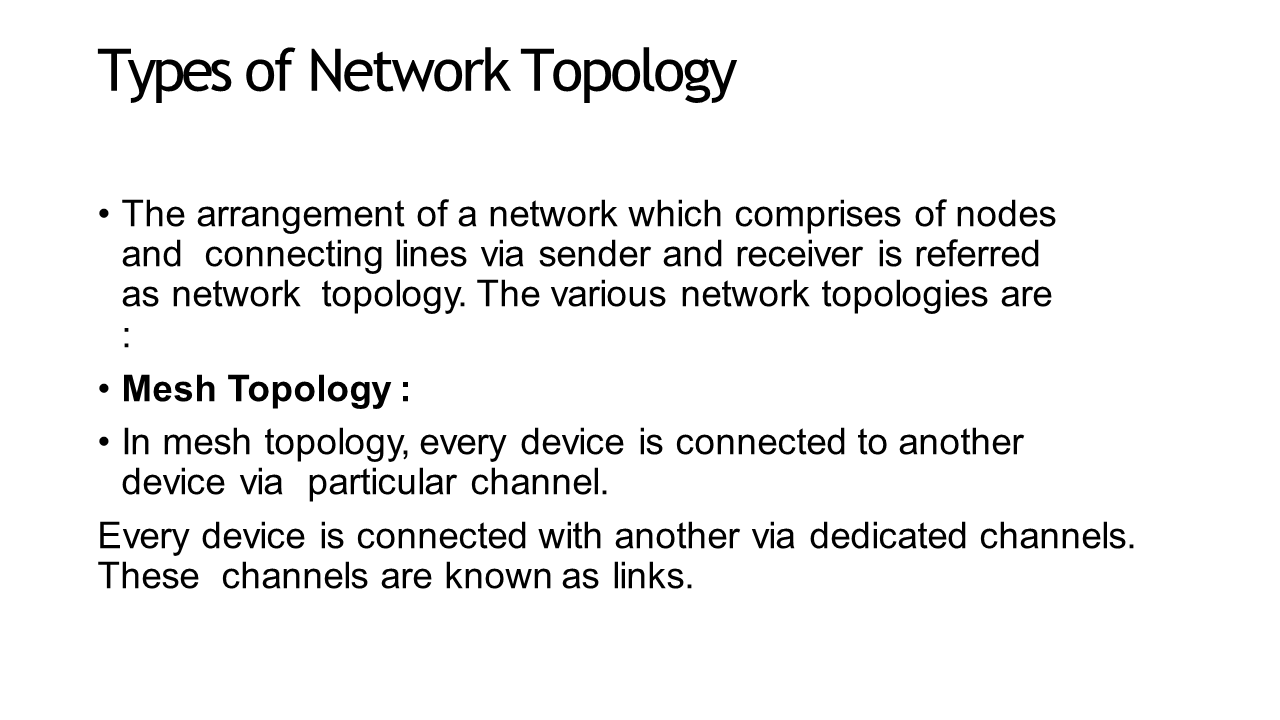 Types of Network Topology
• The arrangement of a network which comprises of nodes
and  connecting lines via sender and receiver is referred
as network  topology. The various network topologies are
:
• Mesh Topology :
• In mesh topology, every device is connected to another
device via  particular channel.
Every device is connected with another via dedicated channels.
These  channels are known as links.